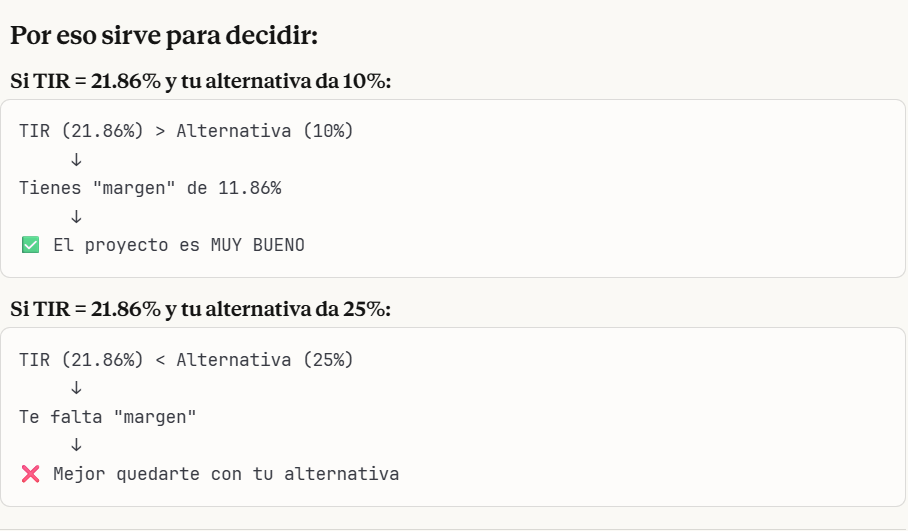 Por eso sirve para decidir:
Si TIR = 21.86% y tu alternativa da 10%:
TIR (21.86%) > Alternativa (10%)
↓
Tienes "margen" de 11.86%
↓
✅ El proyecto es MUY BUENO
Si TIR = 21.86% y tu alternativa da 25%:
TIR (21.86%) < Alternativa (25%)
↓
Te falta "margen"
↓
❌ Mejor quedarte con tu alternativa